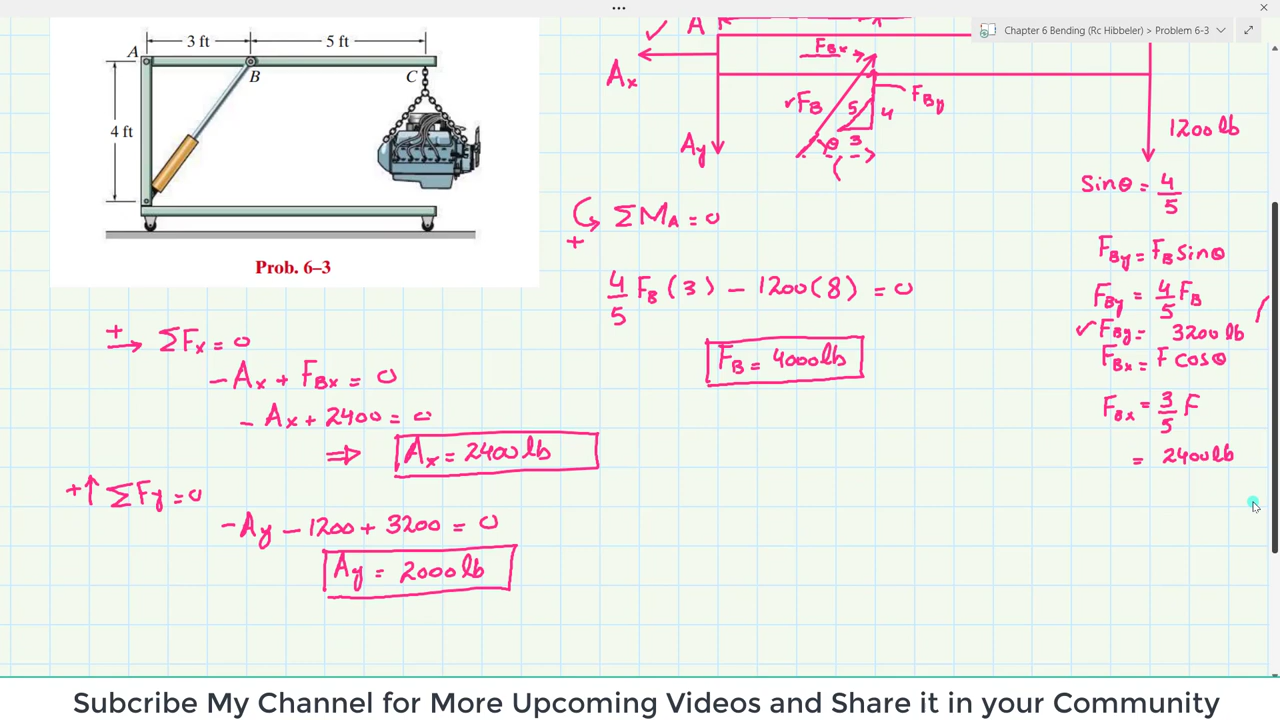 Chapter 6 Bending (Rc Hibbeler) > Problem 6-3
3 ft
5 ft
A
B
C
4 ft
Prob. 6–3
A
Ax
Ay
FBx
FB
5
4
3
θ
FBy
1200 lb
Sinθ = 4/5
FBy = FB Sinθ
FBy = 4/5 FB
FBy = 3200 lb
FBx = F cosθ
FBx = 3/5 F
= 2400 lb
+ ΣMA = 0
4/5 FB (3) – 1200 (8) = 0
FB = 4000 lb
+→ ΣFx = 0
-Ax + FBx = 0
- Ax + 2400 = 0
⇒ Ax = 2400 lb
+↑ ΣFy = 0
-Ay – 1200 + 3200 = 0
Ay = 2000 lb
Subcribe My Channel for More Upcoming Videos and Share it in your Community